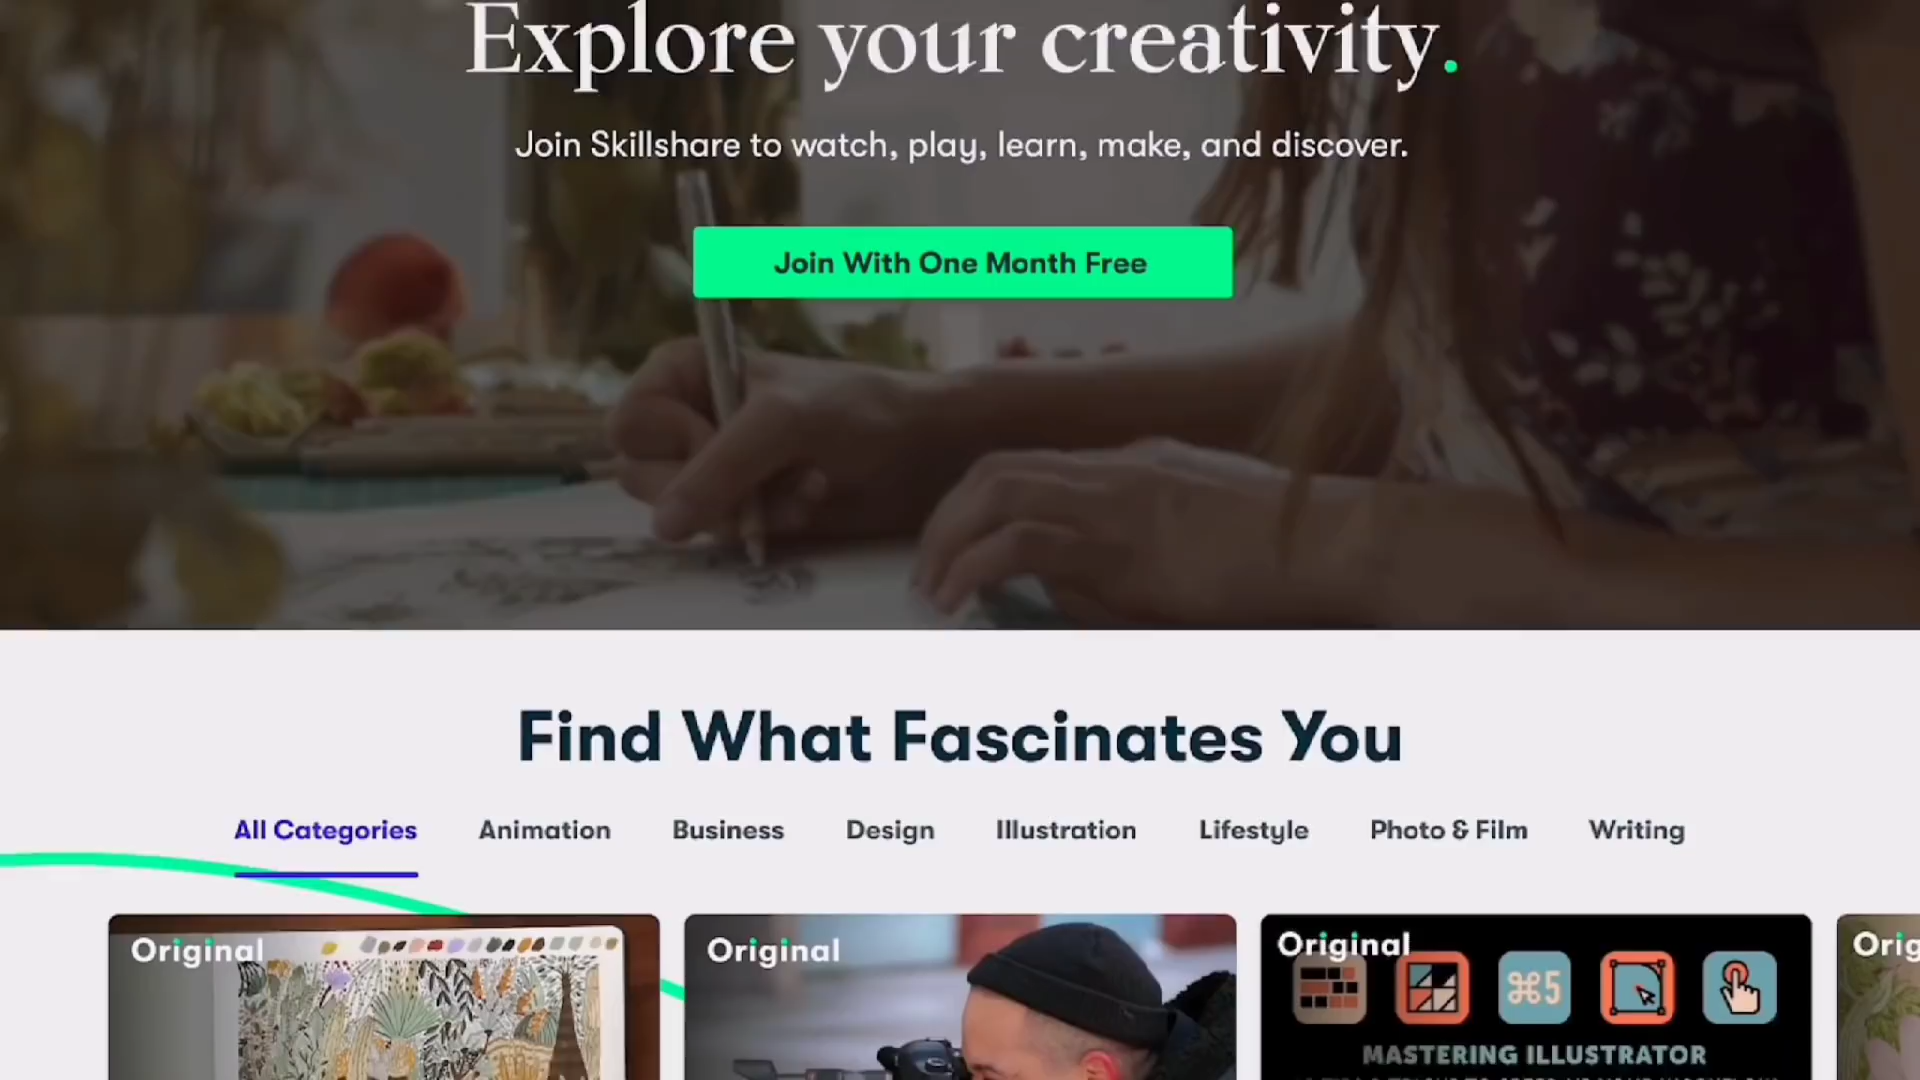 Explore your creativity.
Join Skillshare to watch, play, learn, make, and discover.
Join With One Month Free
Find What Fascinates You
All Categories
Animation
Business
Design
Illustration
Lifestyle
Photo & Film
Writing
Original
Original
Original
⌘5
MASTERING ILLUSTRATOR